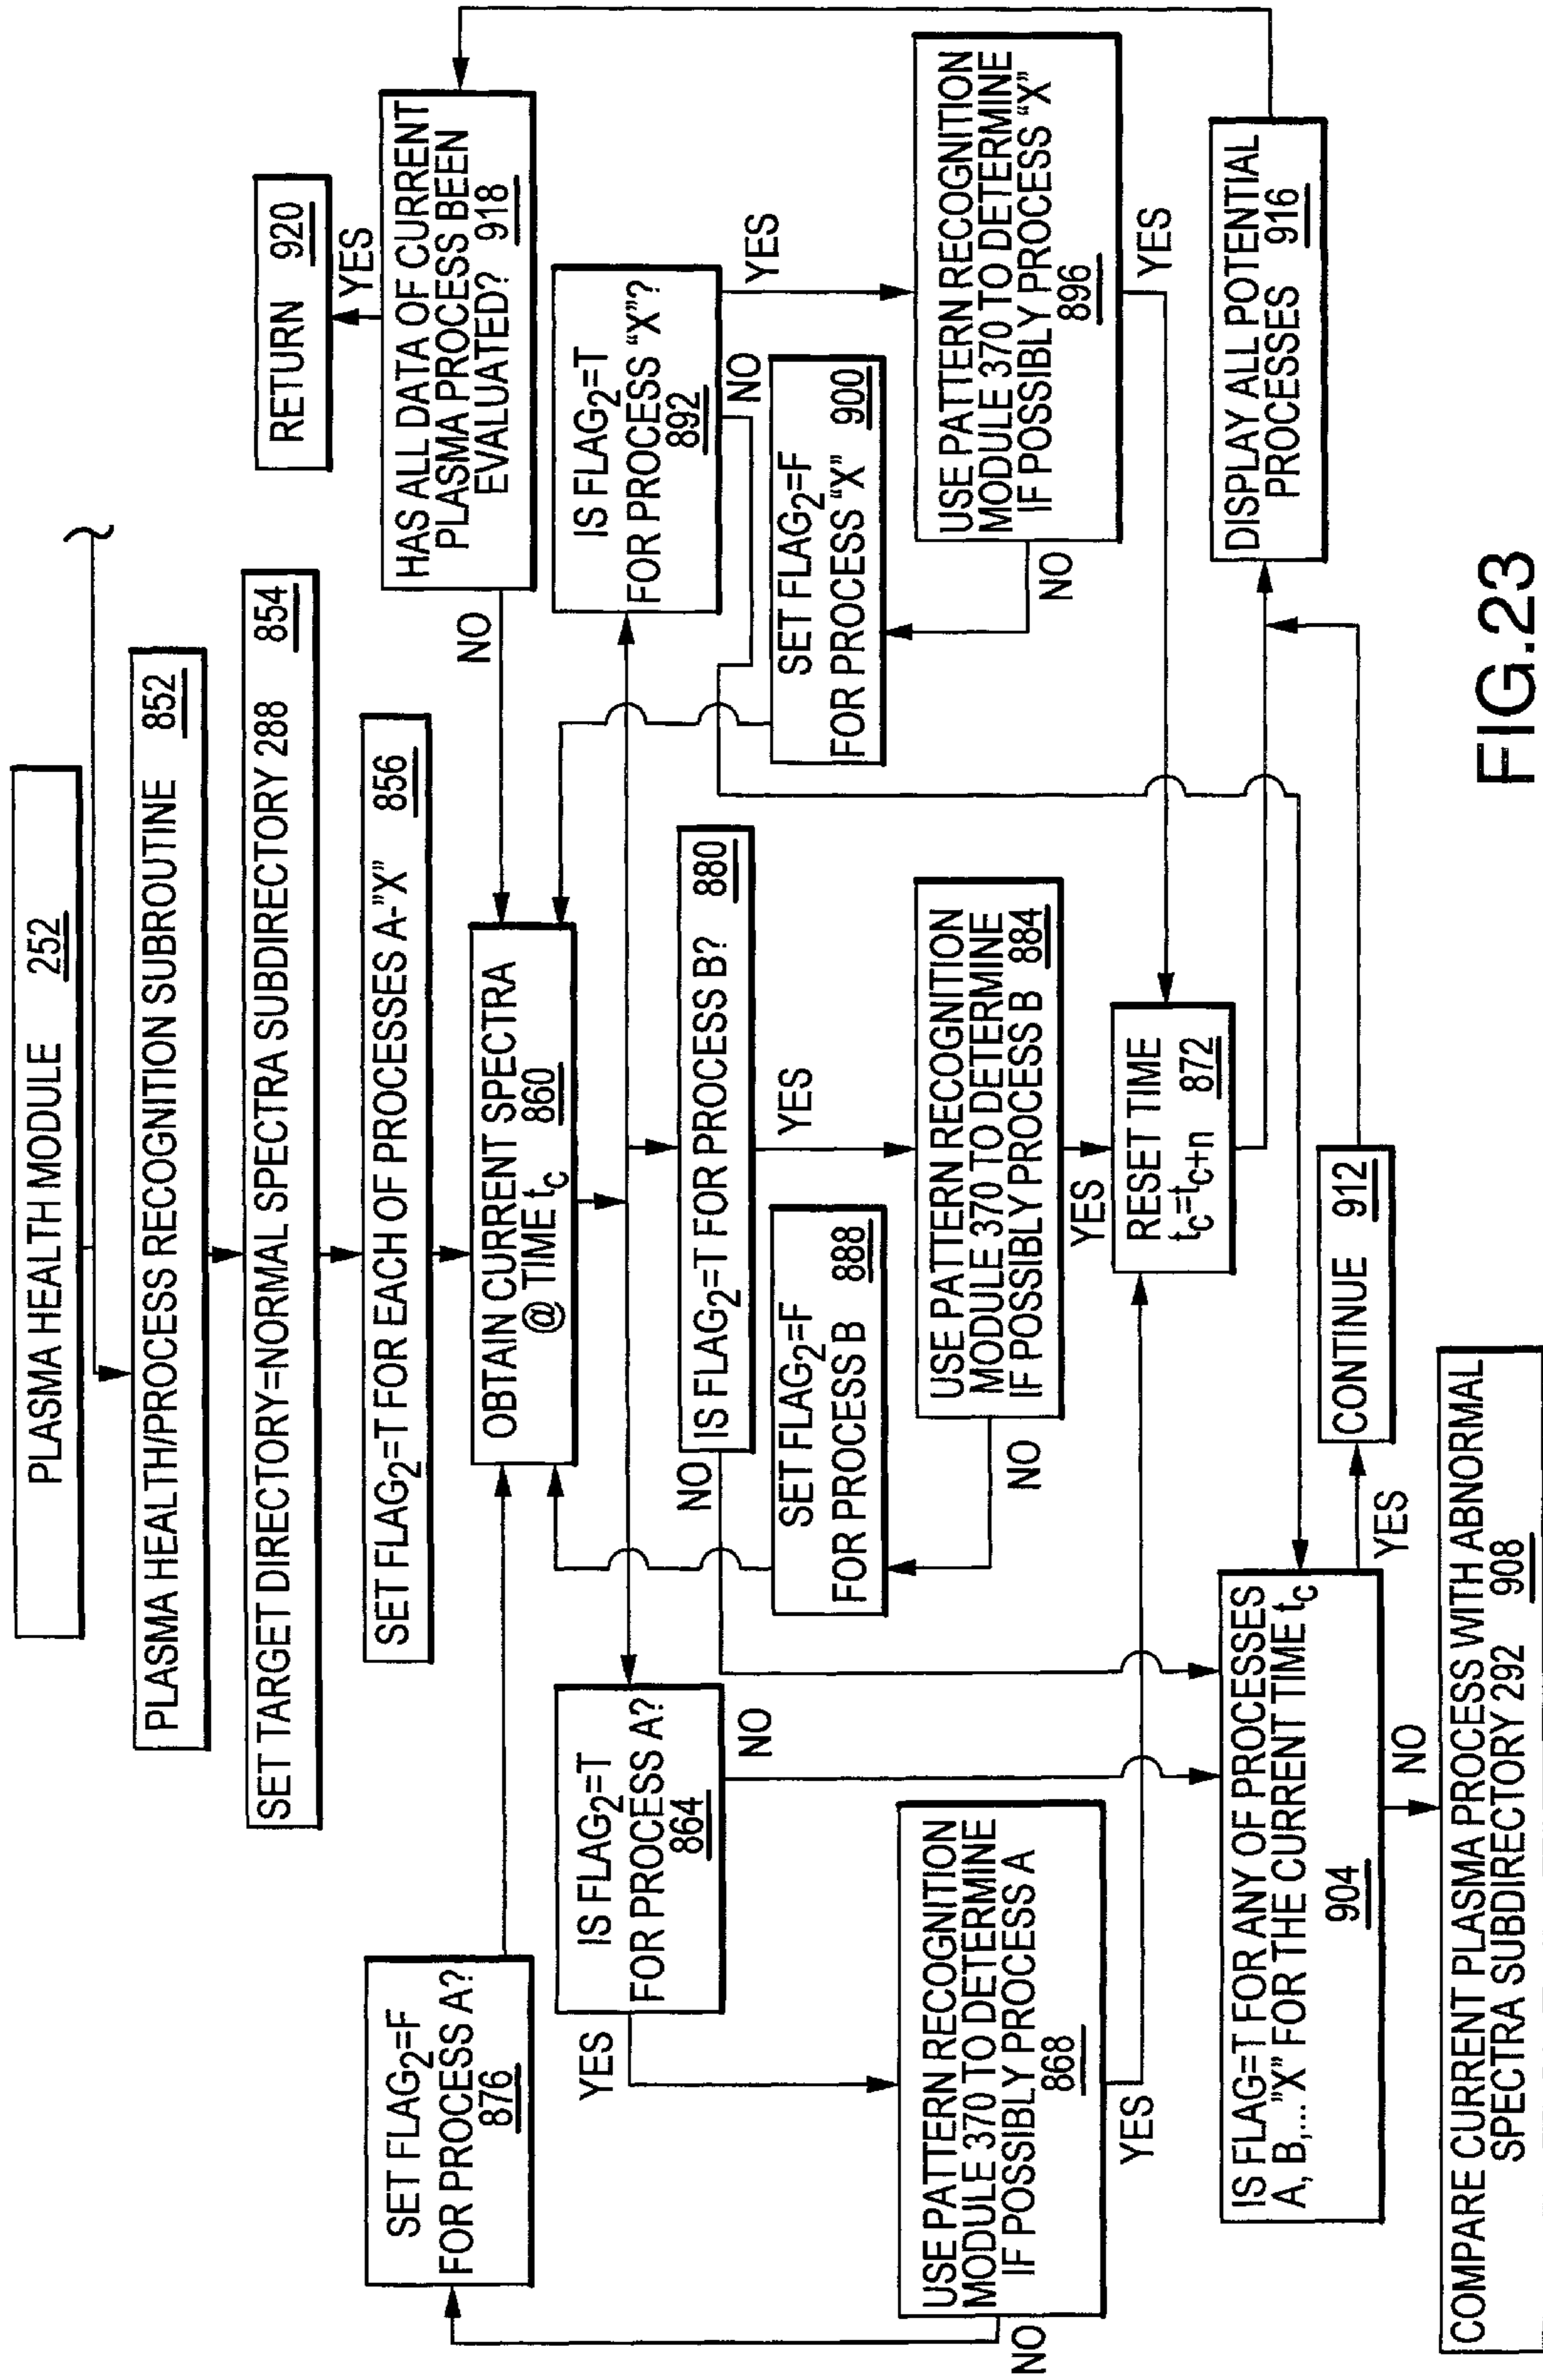 PLASMA HEALTH MODULE 252
PLASMA HEALTH/PROCESS RECOGNITION SUBROUTINE 852
SET TARGET DIRECTORY=NORMAL SPECTRA SUBDIRECTORY 288 854
SET FLAG2=T FOR EACH OF PROCESSES A-"X" 856
RETURN 920
YES
HAS ALL DATA OF CURRENT
PLASMA PROCESS BEEN
EVALUATED? 918
NO
SET FLAG2=F
FOR PROCESS A?
876
OBTAIN CURRENT SPECTRA
@ TIME tc
860
IS FLAG2=T
FOR PROCESS A?
864
YES
NO
IS FLAG2=T FOR PROCESS B? 880
NO
YES
IS FLAG2=T
FOR PROCESS "X"?
892
NO
YES
SET FLAG2=F
FOR PROCESS B 888
SET FLAG2=F
FOR PROCESS "X" 900
USE PATTERN RECOGNITION
MODULE 370 TO DETERMINE
IF POSSIBLY PROCESS A
868
NO
YES
USE PATTERN RECOGNITION
MODULE 370 TO DETERMINE
IF POSSIBLY PROCESS B 884
NO
YES
USE PATTERN RECOGNITION
MODULE 370 TO DETERMINE
IF POSSIBLY PROCESS "X"
896
NO
YES
RESET TIME
tc=tc+n 872
DISPLAY ALL POTENTIAL
PROCESSES 916
IS FLAG=T FOR ANY OF PROCESSES
A, B,..."X" FOR THE CURRENT TIME tc
904
YES
NO
CONTINUE 912
COMPARE CURRENT PLASMA PROCESS WITH ABNORMAL
SPECTRA SUBDIRECTORY 292 908
FIG.23